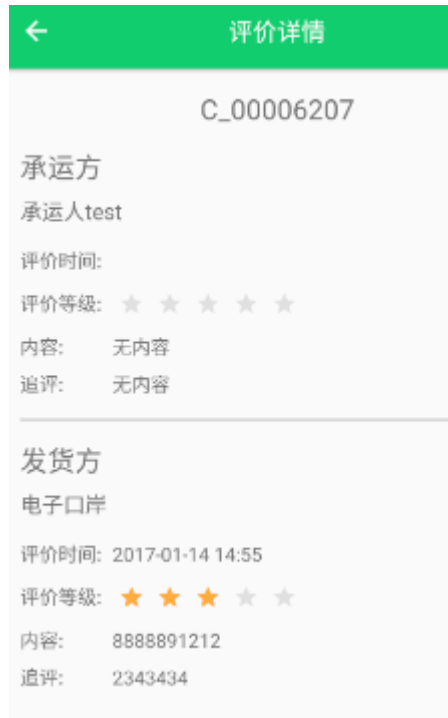 评价详情
C_00006207
承运方
承运人test
评价时间:
评价等级:
内容: 无内容
追评: 无内容
发货方
电子口岸
评价时间: 2017-01-14 14:55
评价等级:
内容: 8888891212
追评: 2343434